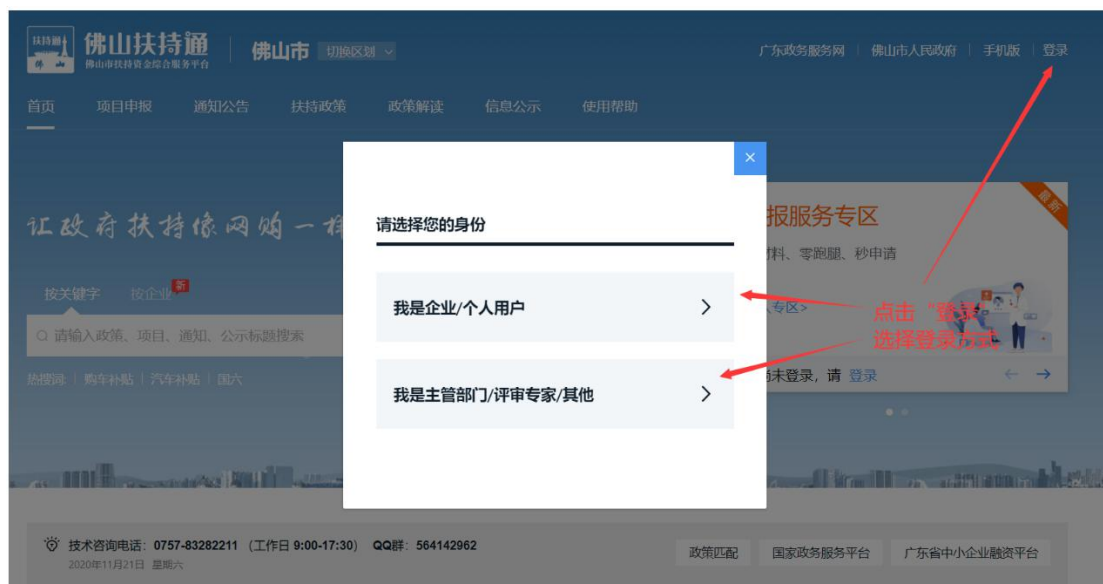 扶持通
佛山
佛山扶持通
佛山市扶持资金综合服务平台
佛山市 切换区划
广东政务服务网 | 佛山市人民政府 | 手机版 | 登录
首页 项目申报 通知公告 扶持政策 政策解读 信息公示 使用帮助
×
让政府扶持像网购一样
请选择您的身份
报服务专区
最新
材料、零跑腿、秒申请
按关键字 按企业 新
我是企业/个人用户
专区>
点击“登录”
选择登录方式
请输入政策、项目、通知、公示标题搜索
热搜词: | 购车补贴 | 汽车补贴 | 国六
我是主管部门/评审专家/其他
尚未登录，请 登录
技术咨询电话: 0757-83282211 (工作日 9:00-17:30) QQ群: 564142962
2020年11月21日 星期六
政策匹配 国家政务服务平台 广东省中小企业融资平台